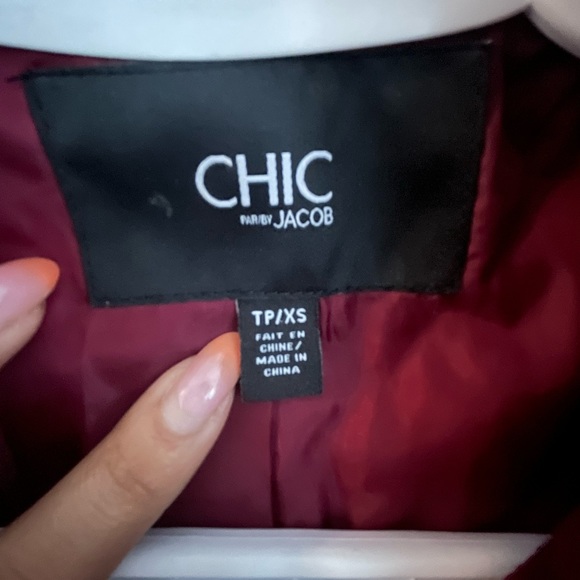 CHIC
PAR/BY JACOB
TP/XS
FAIT EN
CHINE/
MADE IN
CHINA